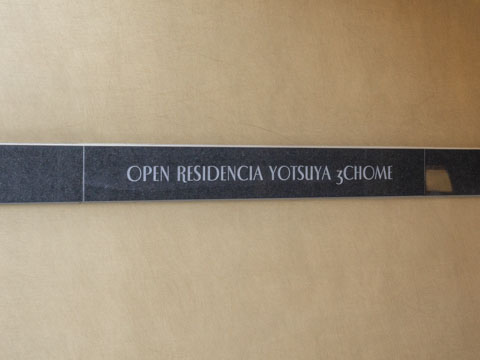 OPEN RESIDENCIA YOTSUYA 3CHOME